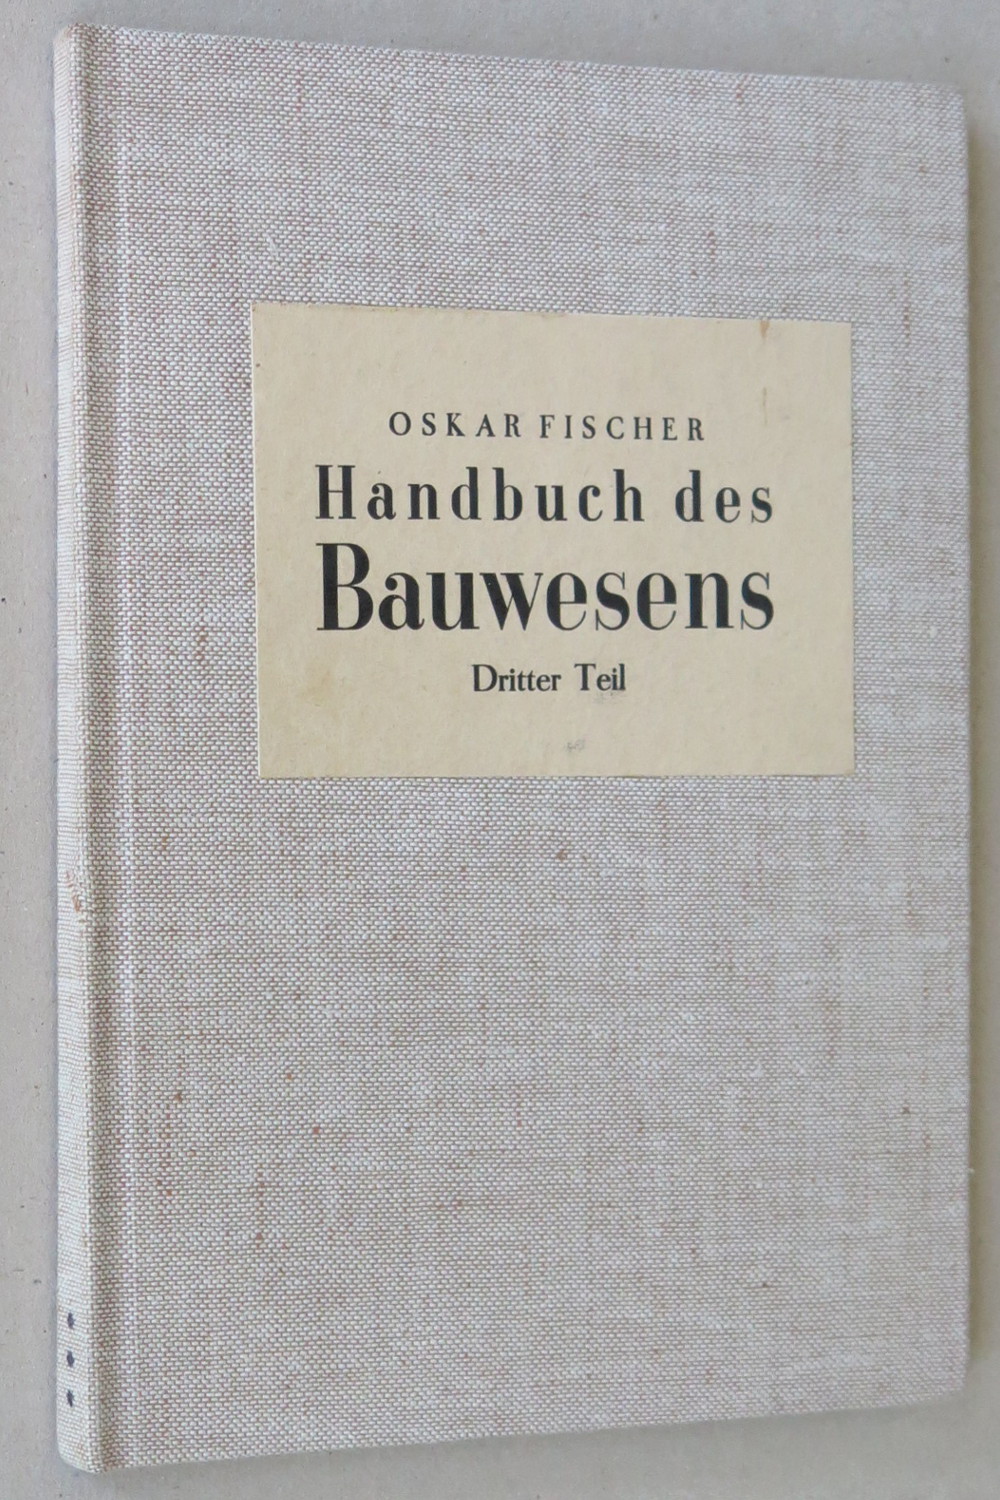 OSKAR FISCHER
Handbuch des
Bauwesens
Dritter Teil